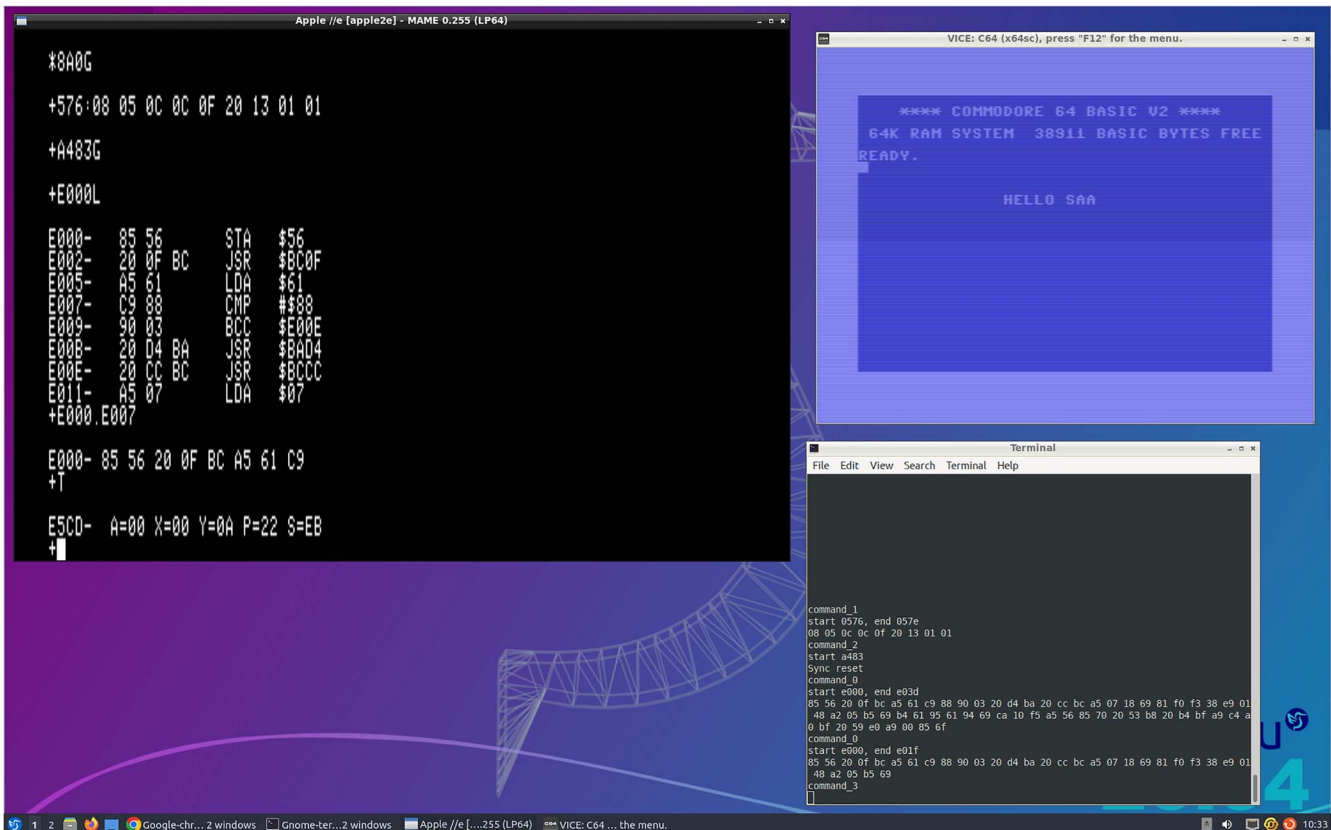 Apple //e [apple2e] - MAME 0.255 (LP64)
*8A0G
+576:08 05 0C 0C 0F 20 13 01 01
+A483G
+E000L
E000- 85 56 STA $56
E002- 20 0F BC JSR $BC0F
E005- A5 61 LDA $61
E007- C9 88 CMP #$88
E009- 90 03 BCC $E00E
E00B- 20 D4 BA JSR $BAD4
E00E- 20 CC BC JSR $BCCC
E011- A5 07 LDA $07
+E000.E007
E000- 85 56 20 0F BC A5 61 C9
+T
E5CD- A=00 X=00 Y=0A P=22 S=EB
+
VICE: C64 (x64sc), press "F12" for the menu.
**** COMMODORE 64 BASIC V2 ****
64K RAM SYSTEM 38911 BASIC BYTES FREE
READY.
HELLO SAA
Terminal
File Edit View Search Terminal Help
command_1
start 0576, end 057e
08 05 0c 0c 0f 20 13 01 01
command_2
start a483
Sync reset
command_0
start e000, end e03d
85 56 20 0f bc a5 61 c9 88 90 03 20 d4 ba 20 cc bc a5 07 18 69 81 f0 f3 38 e9 01
48 a2 05 b5 69 b4 61 95 61 94 69 ca 10 f5 a5 56 85 70 20 53 b8 20 b4 bf a9 c4 a
0 bf 20 59 e0 a9 00 85 6f
command_0
start e000, end e01f
85 56 20 0f bc a5 61 c9 88 90 03 20 d4 ba 20 cc bc a5 07 18 69 81 f0 f3 38 e9 01
48 a2 05 b5 69
command_3
1 2 Google-chr... 2 windows Gnome-ter...2 windows Apple //e [....255 (LP64) VICE: C64 ... the menu. 10:33